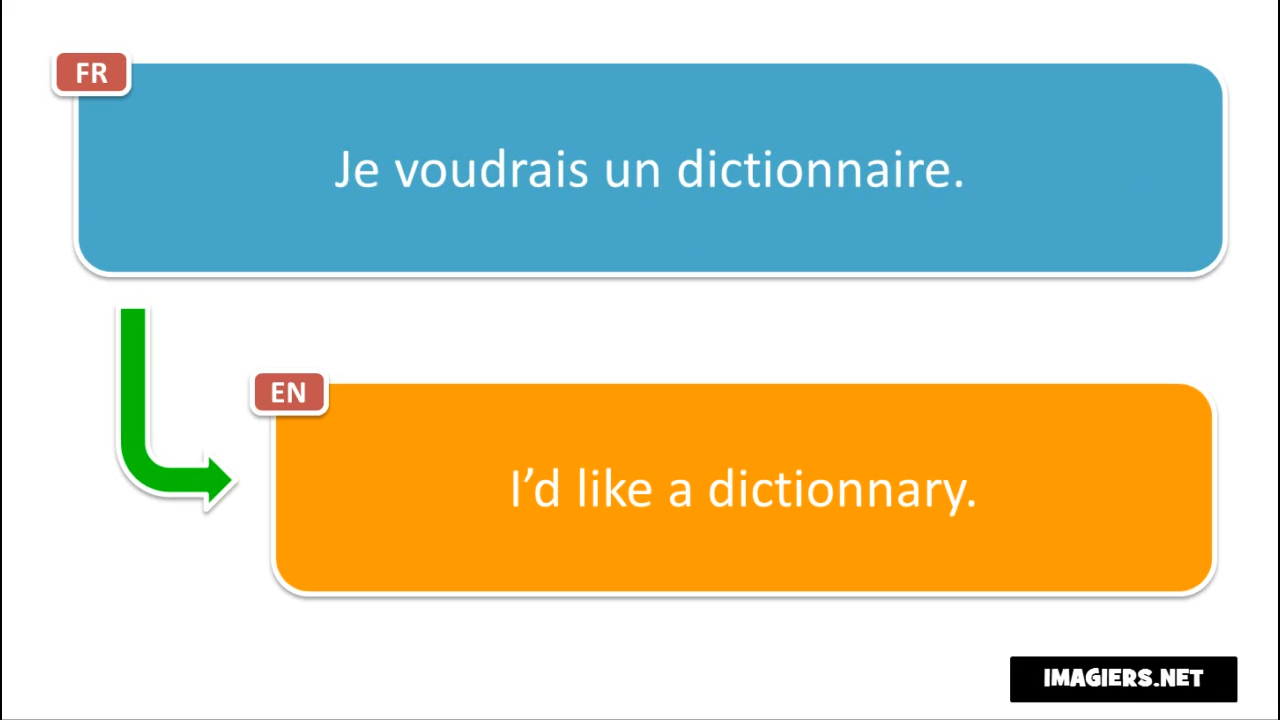 FR
Je voudrais un dictionnaire.
EN
I’d like a dictionnary.
IMAGIERS.NET